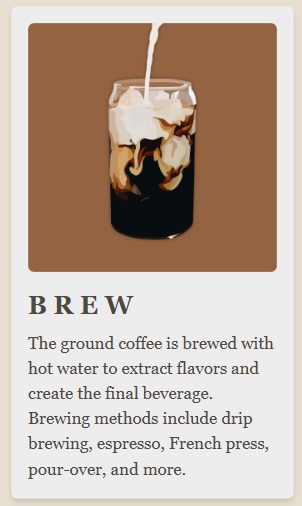 BREW
The ground coffee is brewed with
hot water to extract flavors and
create the final beverage.
Brewing methods include drip
brewing, espresso, French press,
pour-over, and more.